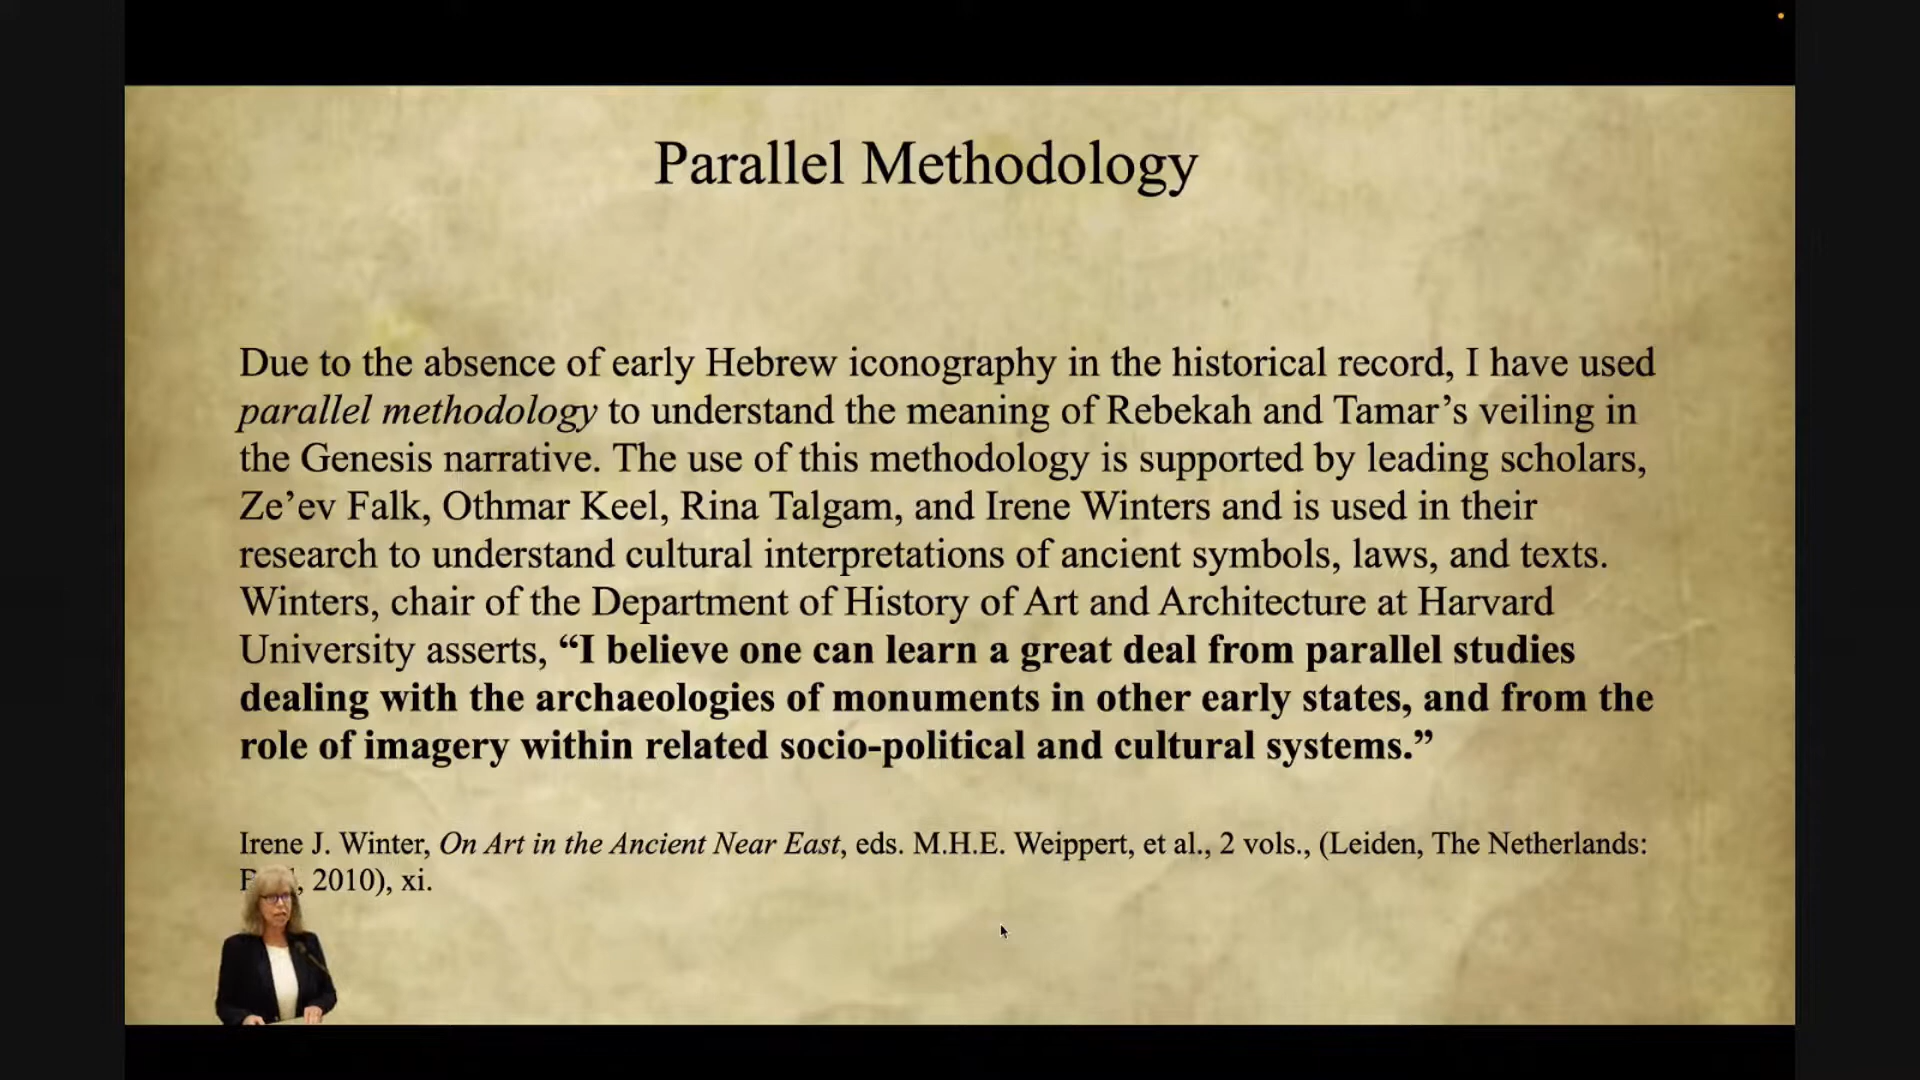 Parallel Methodology
Due to the absence of early Hebrew iconography in the historical record, I have used
parallel methodology to understand the meaning of Rebekah and Tamar’s veiling in
the Genesis narrative. The use of this methodology is supported by leading scholars,
Ze’ev Falk, Othmar Keel, Rina Talgam, and Irene Winters and is used in their
research to understand cultural interpretations of ancient symbols, laws, and texts.
Winters, chair of the Department of History of Art and Architecture at Harvard
University asserts, “I believe one can learn a great deal from parallel studies
dealing with the archaeologies of monuments in other early states, and from the
role of imagery within related socio-political and cultural systems.”
Irene J. Winter, On Art in the Ancient Near East, eds. M.H.E. Weippert, et al., 2 vols., (Leiden, The Netherlands:
, 2010), xi.